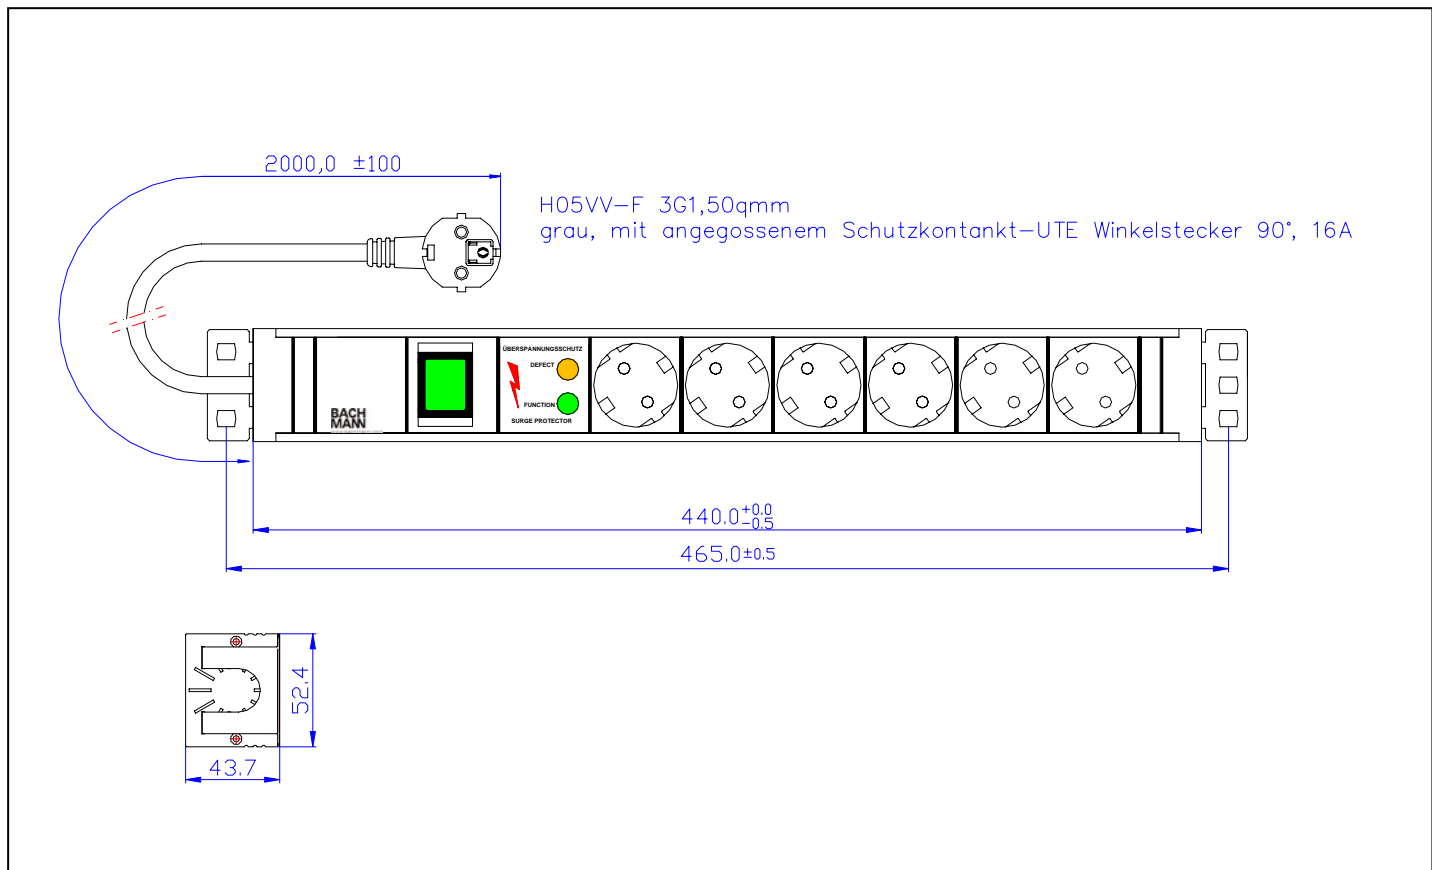 2000,0 ±100
H05VV-F 3G1,50qmm
grau, mit angegossenem Schutzkontankt-UTE Winkelstecker 90°, 16A
ÜBERSPANNUNGSSCHUTZ
DEFECT
FUNCTION
SURGE PROTECTOR
BACH
MANN
440.0 +0.0 -0.5
465.0 ±0.5
52.4
43.7